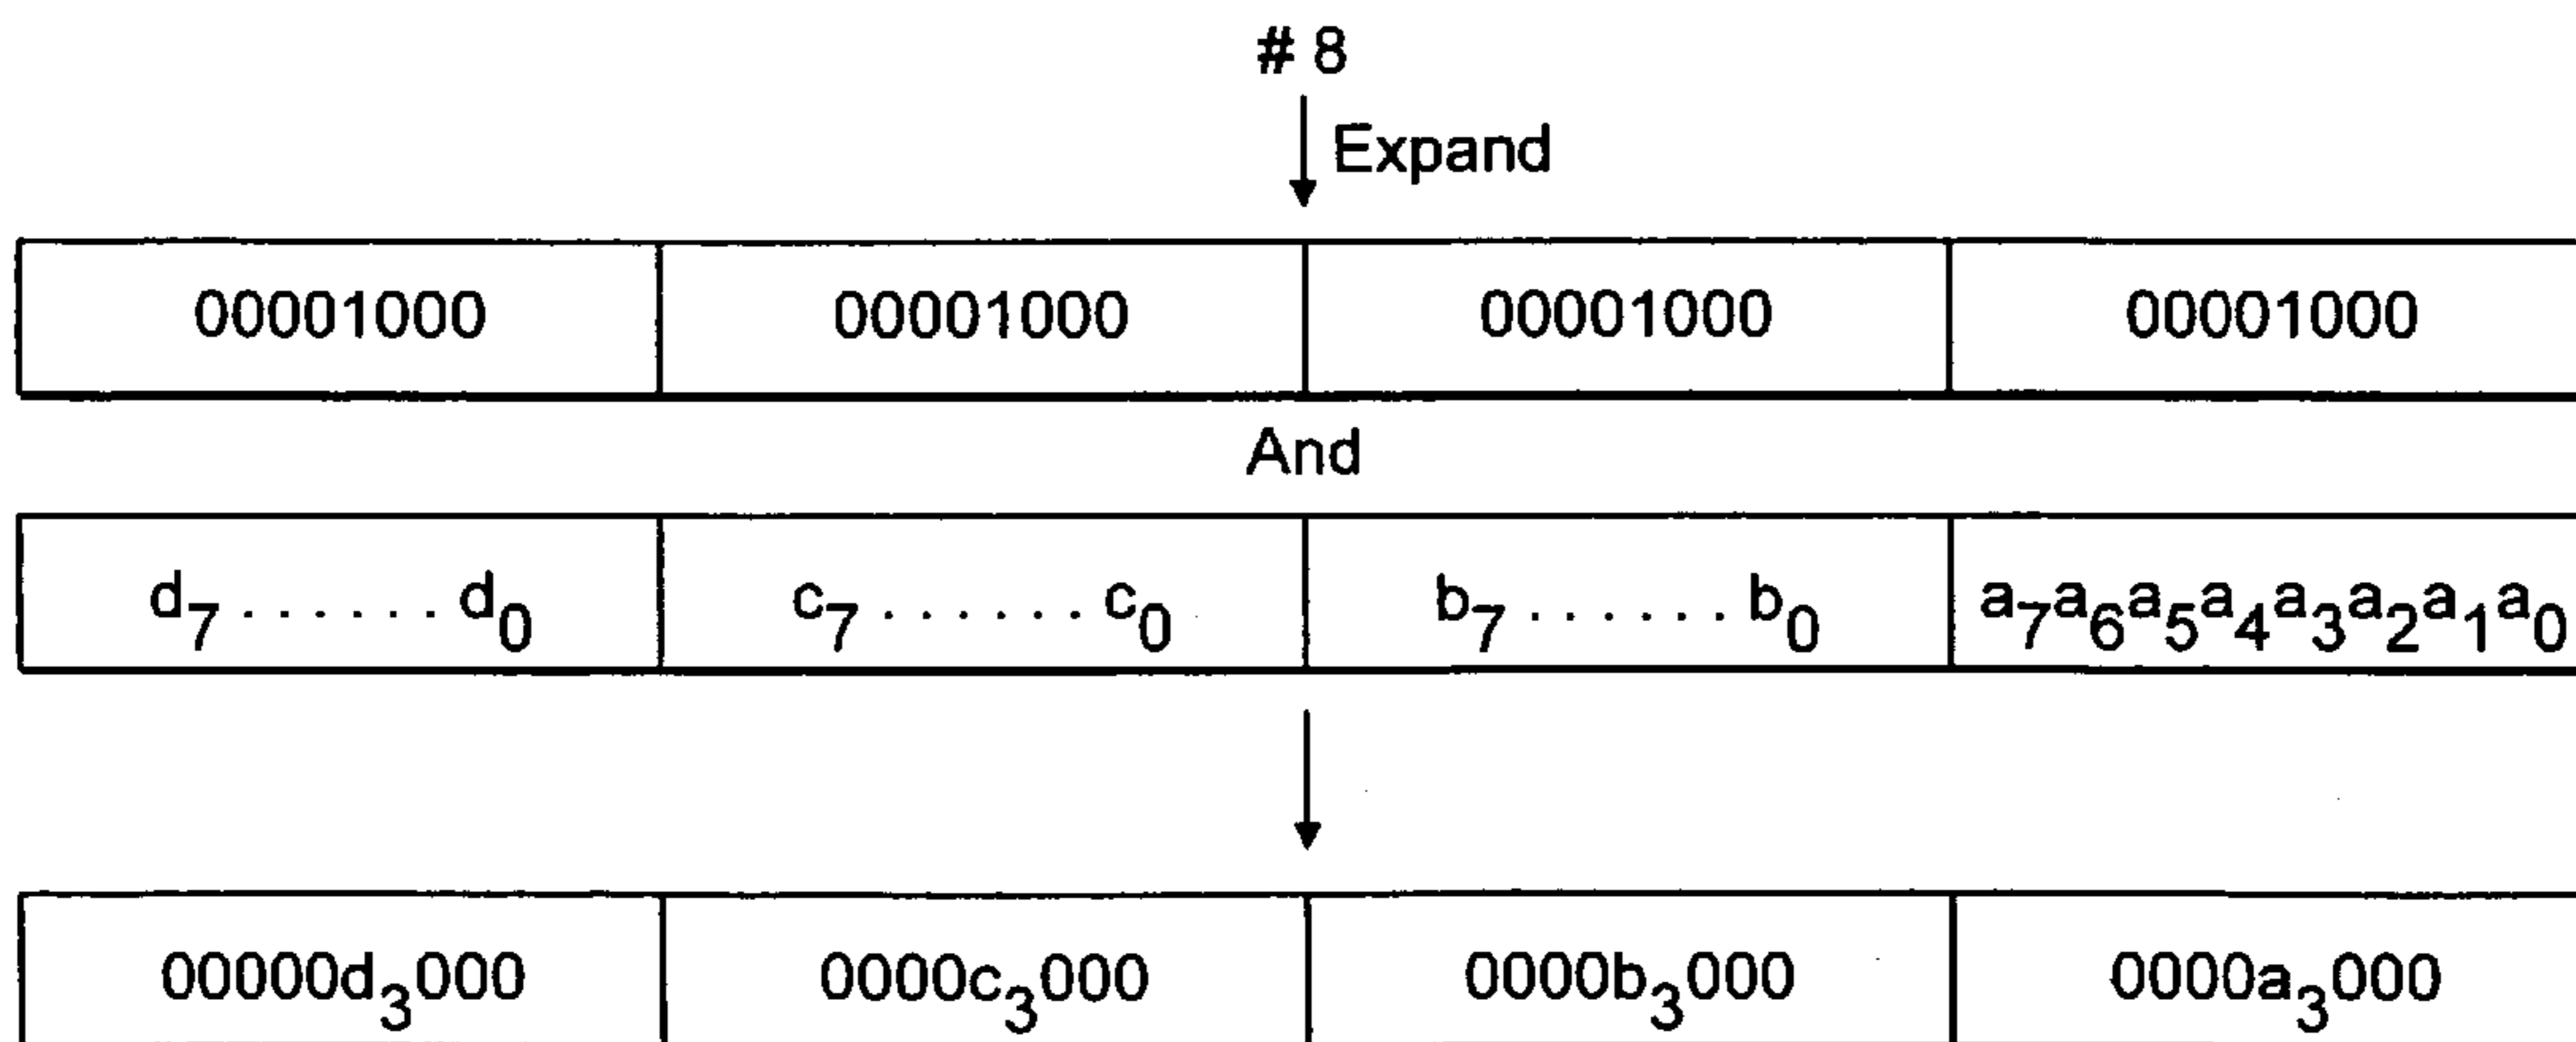 # 8
Expand
00001000 00001000 00001000 00001000
And
d7 . . . . . . d0 c7 . . . . . . c0 b7 . . . . . . b0 a7a6a5a4a3a2a1a0
00000d3000 0000c3000 0000b3000 0000a3000